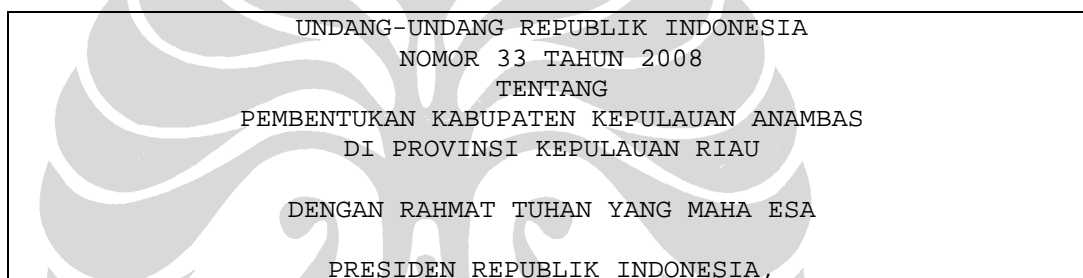 UNDANG-UNDANG REPUBLIK INDONESIA
NOMOR 33 TAHUN 2008
TENTANG
PEMBENTUKAN KABUPATEN KEPULAUAN ANAMBAS
DI PROVINSI KEPULAUAN RIAU
DENGAN RAHMAT TUHAN YANG MAHA ESA
PRESIDEN REPUBLIK INDONESIA,